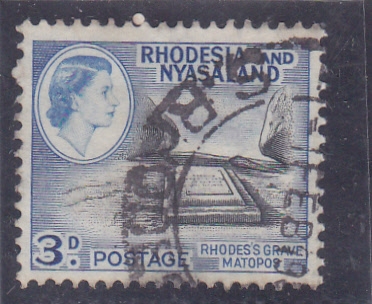 RHODESIA AND
NYASALAND
3D. POSTAGE
RHODES'S GRAVE
MATOPOS